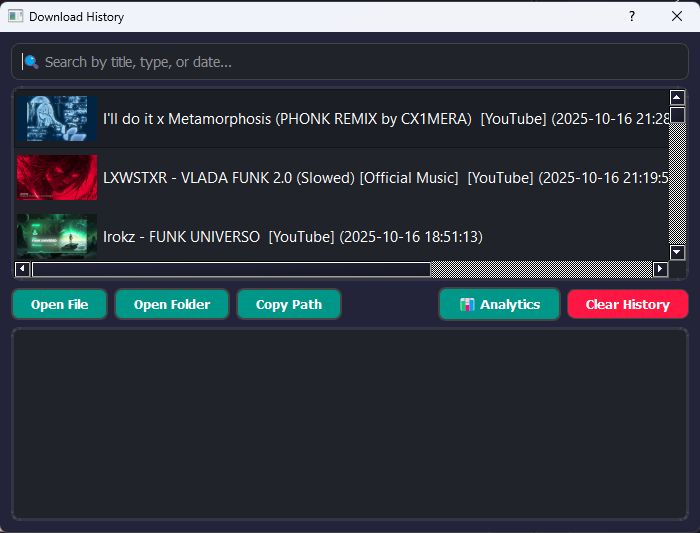 Download History
Search by title, type, or date...
I'll do it x Metamorphosis (PHONK REMIX by CX1MERA) [YouTube] (2025-10-16 21:28
LXWSTXR - VLADA FUNK 2.0 (Slowed) [Official Music] [YouTube] (2025-10-16 21:19:5
Irokz - FUNK UNIVERSO [YouTube] (2025-10-16 18:51:13)
Open File Open Folder Copy Path Analytics Clear History